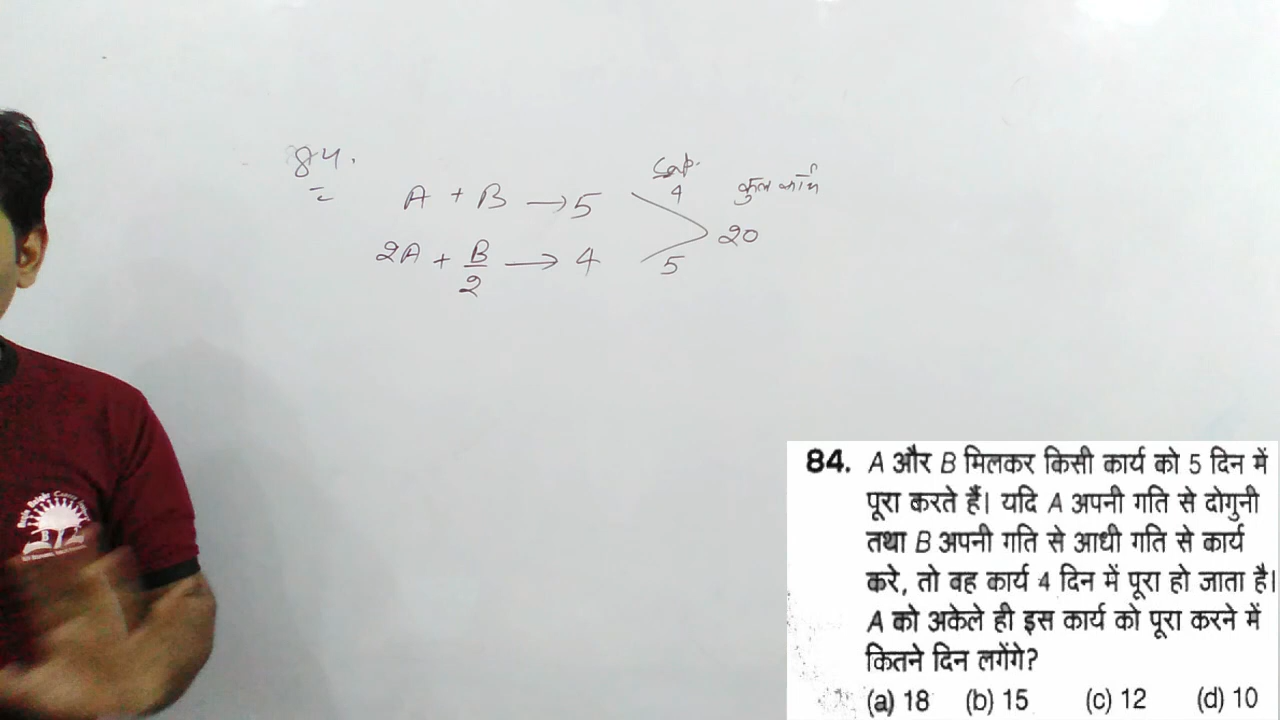 84.
Cap.
A + B → 5 4 कुल कार्य
20
2A + B/2 → 4 5
84. A और B मिलकर किसी कार्य को 5 दिन में
पूरा करते हैं। यदि A अपनी गति से दोगुनी
तथा B अपनी गति से आधी गति से कार्य
करे, तो वह कार्य 4 दिन में पूरा हो जाता है।
A को अकेले ही इस कार्य को पूरा करने में
कितने दिन लगेंगे?
(a) 18 (b) 15 (c) 12 (d) 10